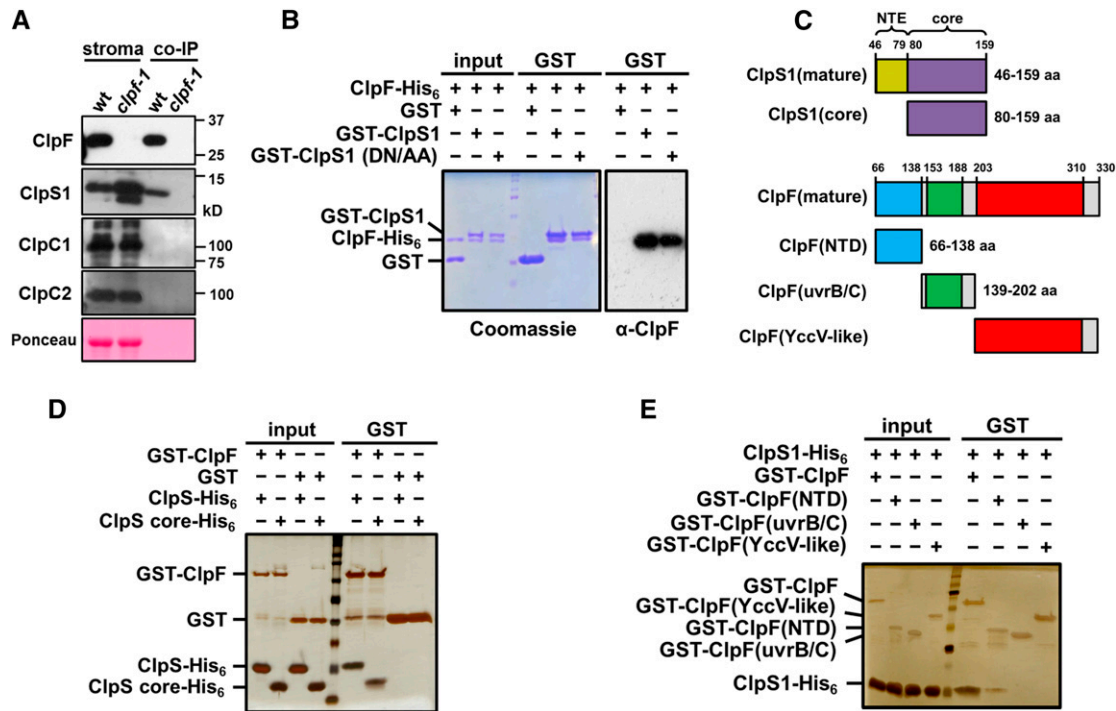 A
stroma co-IP
wt clpf-1 wt clpf-1
ClpF
37
25
ClpS1
15
kD
ClpC1
100
75
ClpC2
100
Ponceau
B
input GST GST
ClpF-His6 + + + + + + + + +
GST + – – + – – + – –
GST-ClpS1 – + – – + – – + –
GST-ClpS1 (DN/AA) – – + – – + – – +
GST-ClpS1
ClpF-His6
GST
Coomassie α-ClpF
C
NTE core
46 79 80 159
ClpS1(mature) 46-159 aa
ClpS1(core) 80-159 aa
66 138 153 188 203 310 330
ClpF(mature)
ClpF(NTD) 66-138 aa
ClpF(uvrB/C) 139-202 aa
ClpF(YccV-like)
D
input GST
GST-ClpF + + – – + + – –
GST – – + + – – + +
ClpS-His6 + – + – + – + –
ClpS core-His6 – + – + – + – +
GST-ClpF
GST
ClpS-His6
ClpS core-His6
E
input GST
ClpS1-His6 + + + + + + + +
GST-ClpF + – – – + – – –
GST-ClpF(NTD) – + – – – + – –
GST-ClpF(uvrB/C) – – + – – – + –
GST-ClpF(YccV-like) – – – + – – – +
GST-ClpF
GST-ClpF(YccV-like)
GST-ClpF(NTD)
GST-ClpF(uvrB/C)
ClpS1-His6